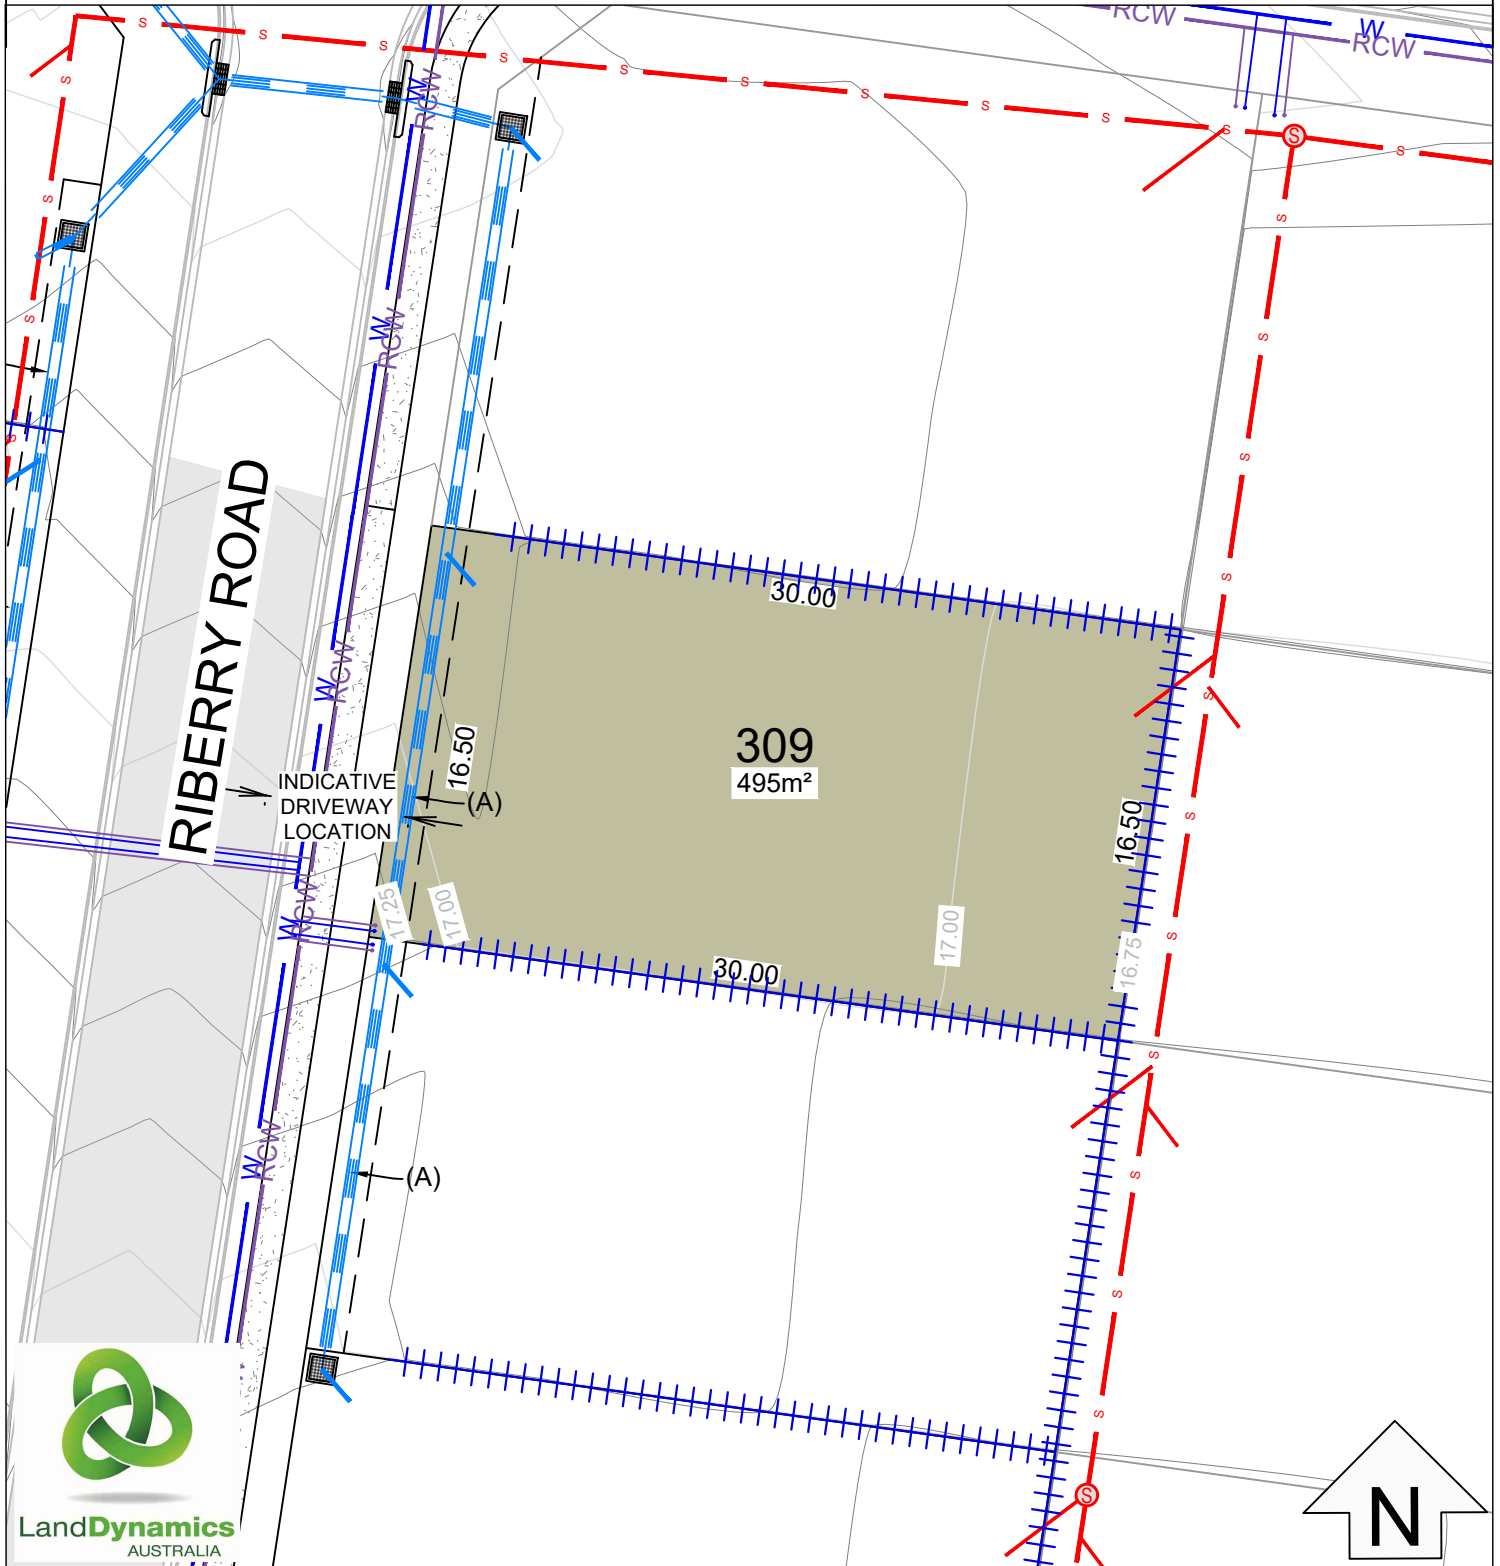 RCW
W
RCW
S
S
S
S
S
S
S
S
S
S
S
S
S
W
RCW
S
S
S
S
W
RCW
S
S
S
RIBERRY ROAD
30.00
W
RCW
S
S
309
495m²
16.50
(A)
INDICATIVE
DRIVEWAY
LOCATION
16.50
S
17.25
17.00
17.00
16.75
S
W
RCW
30.00
S
W
RCW
(A)
S
S
S
S
N
LandDynamics
AUSTRALIA